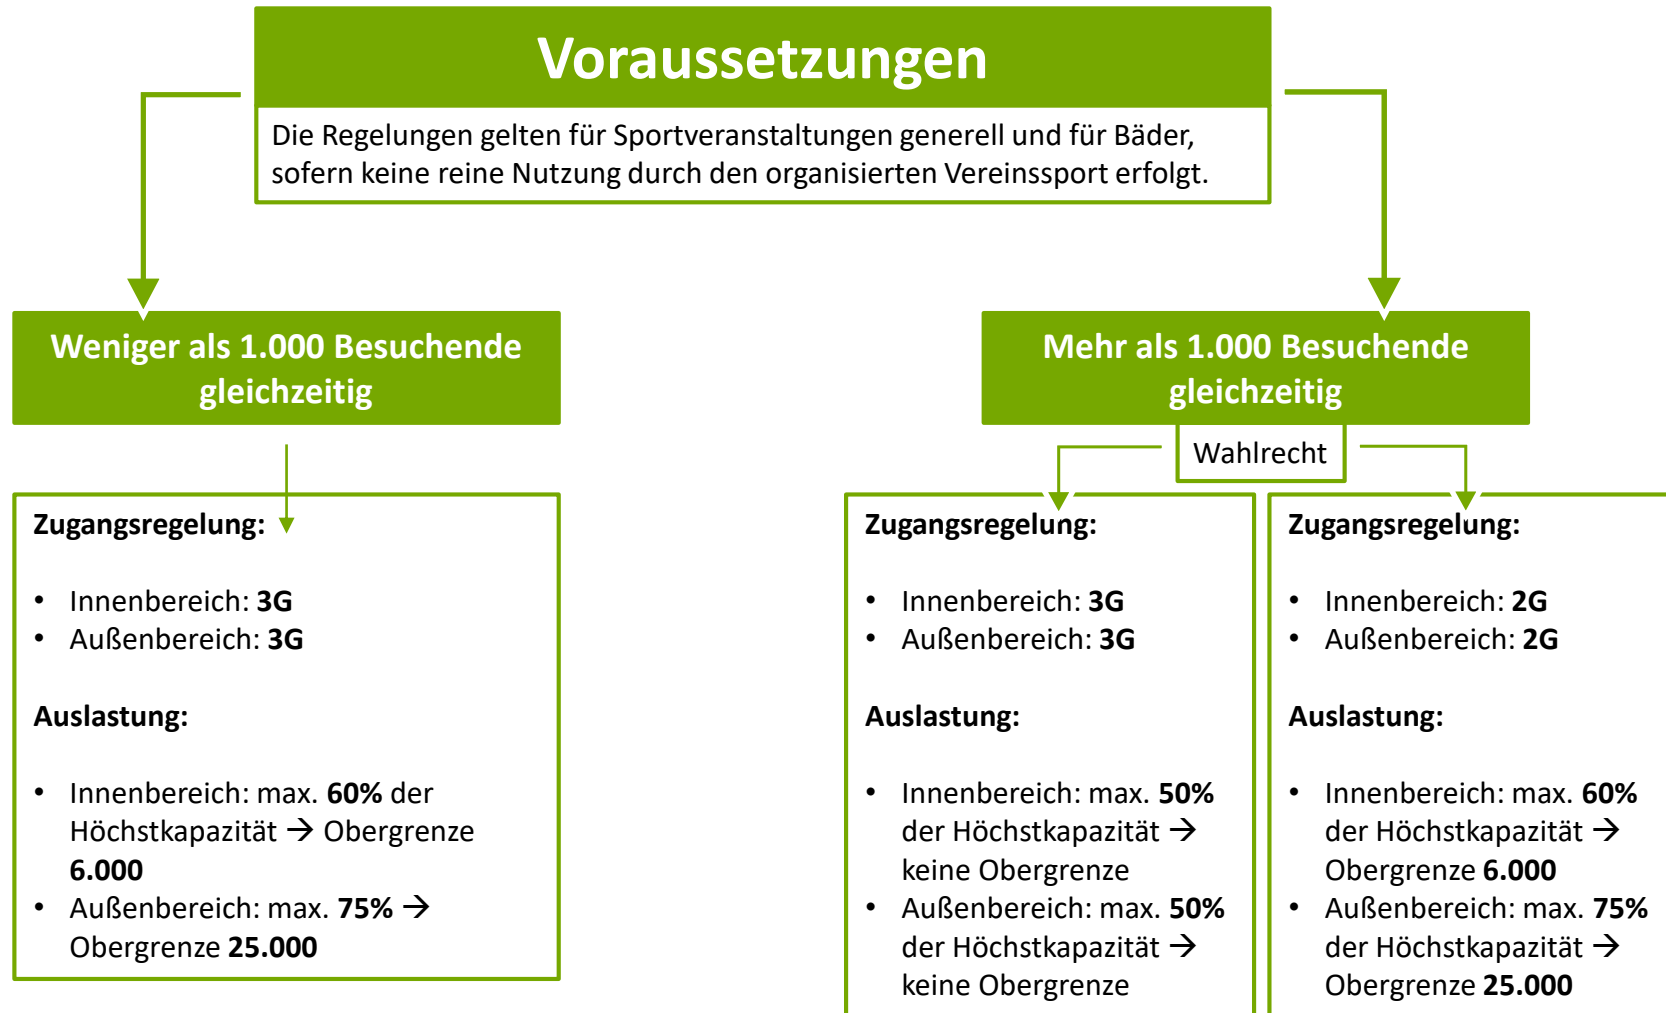 Voraussetzungen
Die Regelungen gelten für Sportveranstaltungen generell und für Bäder,
sofern keine reine Nutzung durch den organisierten Vereinssport erfolgt.
Weniger als 1.000 Besuchende
gleichzeitig
Zugangsregelung:
• Innenbereich: 3G
• Außenbereich: 3G
Auslastung:
• Innenbereich: max. 60% der
Höchstkapazität → Obergrenze
6.000
• Außenbereich: max. 75% →
Obergrenze 25.000
Mehr als 1.000 Besuchende
gleichzeitig
Wahlrecht
Zugangsregelung:
• Innenbereich: 3G
• Außenbereich: 3G
Auslastung:
• Innenbereich: max. 50%
der Höchstkapazität →
keine Obergrenze
• Außenbereich: max. 50%
der Höchstkapazität →
keine Obergrenze
Zugangsregelung:
• Innenbereich: 2G
• Außenbereich: 2G
Auslastung:
• Innenbereich: max. 60%
der Höchstkapazität →
Obergrenze 6.000
• Außenbereich: max. 75%
der Höchstkapazität →
Obergrenze 25.000